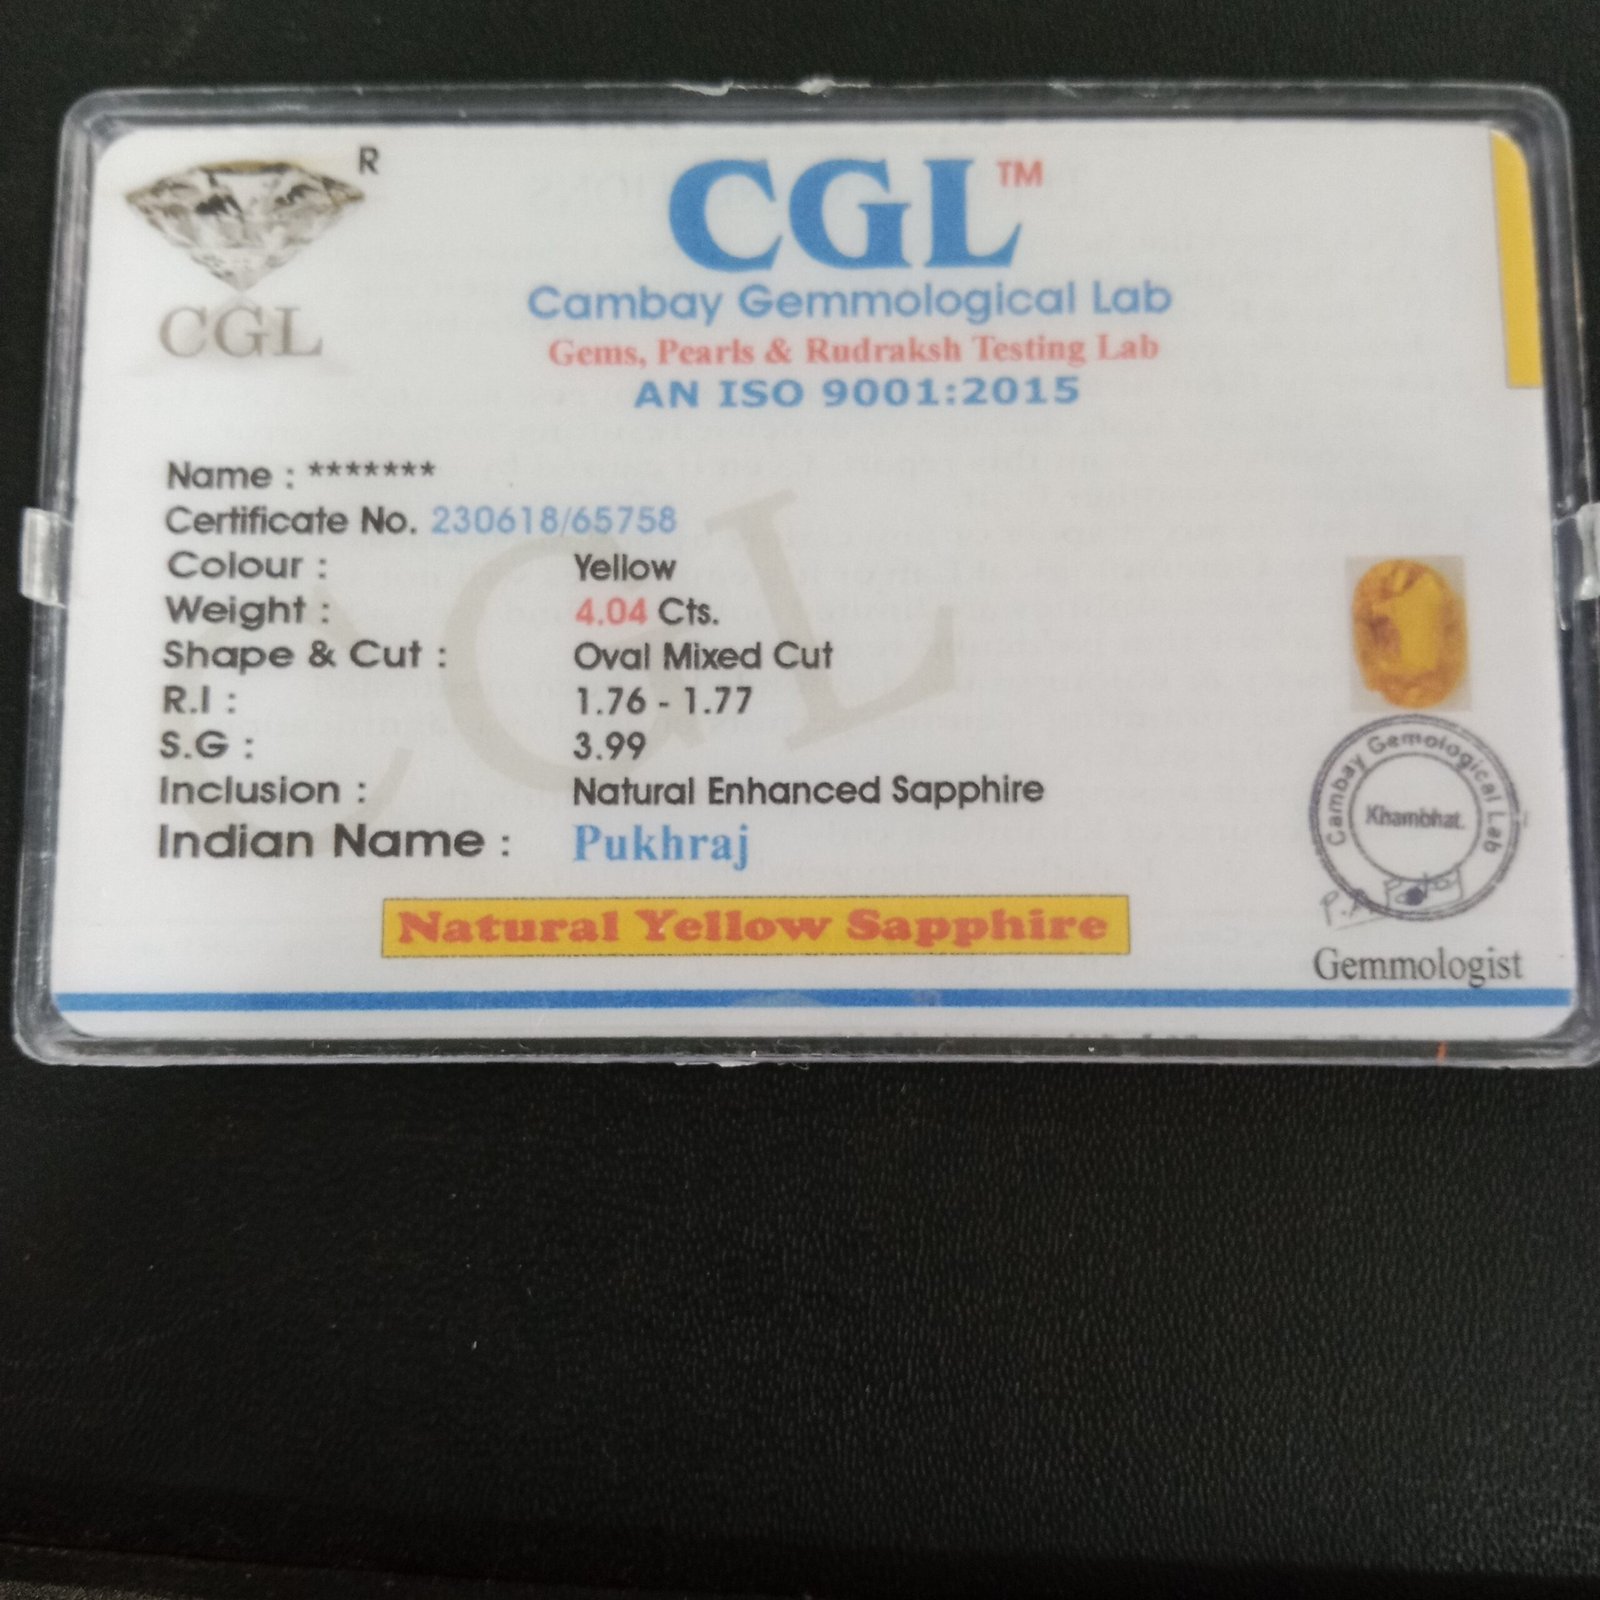 R
CGL
CGL™
Cambay Gemmological Lab
Gems, Pearls & Rudraksh Testing Lab
AN ISO 9001:2015
Name : *******
Certificate No. 230618/65758
Colour : Yellow
Weight : 4.04 Cts.
Shape & Cut : Oval Mixed Cut
R.I : 1.76 - 1.77
S.G : 3.99
Inclusion : Natural Enhanced Sapphire
Indian Name : Pukhraj
Natural Yellow Sapphire
CGL
Cambay Gemological Lab
Khambhat.
Gemmologist